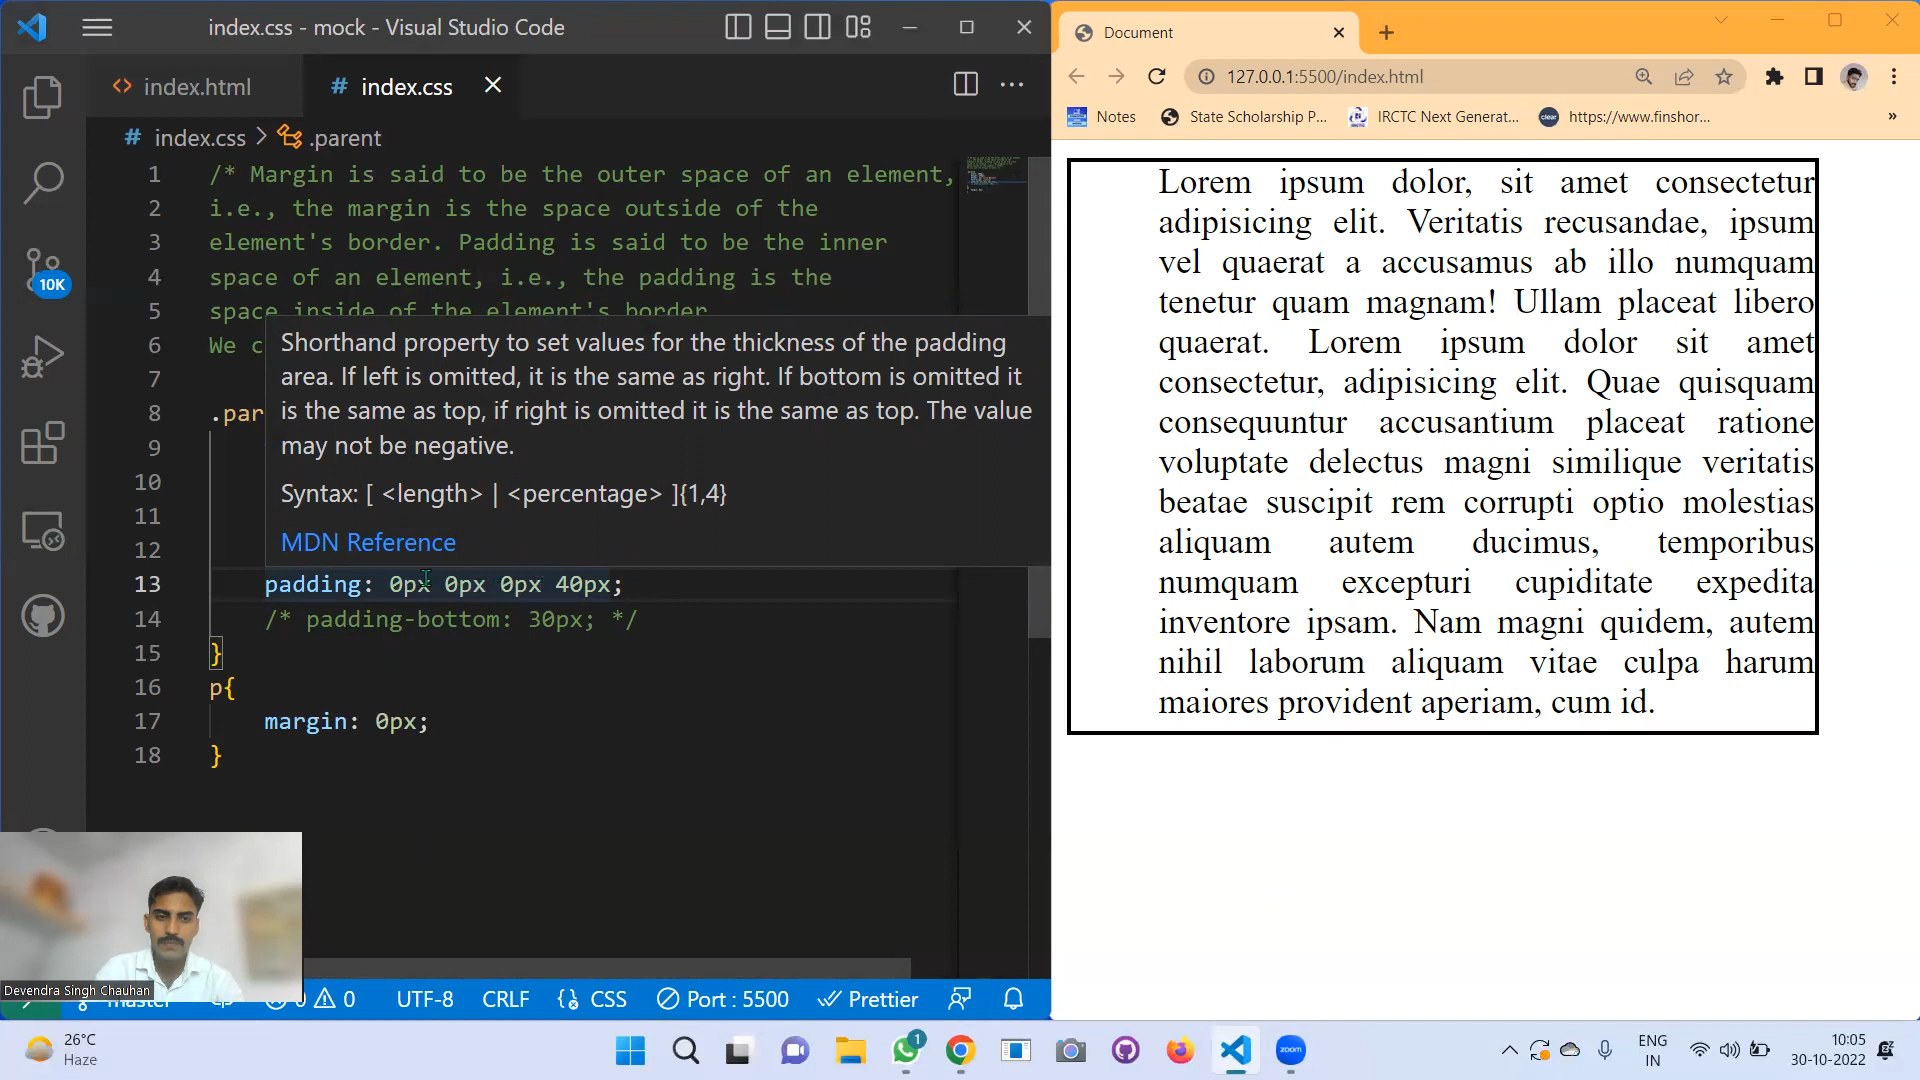 index.css - mock - Visual Studio Code
index.html
# index.css
# index.css > .parent
1 /* Margin is said to be the outer space of an element,
2 i.e., the margin is the space outside of the
3 element's border. Padding is said to be the inner
4 space of an element, i.e., the padding is the
5 space inside of the element's border
6 We c
7
8 .par
9
10
11
12
Shorthand property to set values for the thickness of the padding
area. If left is omitted, it is the same as right. If bottom is omitted it
is the same as top, if right is omitted it is the same as top. The value
may not be negative.
Syntax: [ <length> | <percentage> ]{1,4}
MDN Reference
13 padding: 0px 0px 0px 40px;
14 /* padding-bottom: 30px; */
15 }
16 p{
17 margin: 0px;
18 }
10K
Devendra Singh Chauhan
master
0 0
UTF-8
CRLF
CSS
Port : 5500
Prettier
Document
127.0.0.1:5500/index.html
Notes
State Scholarship P...
IRCTC Next Generat...
clear
https://www.finshor...
»
Lorem ipsum dolor, sit amet consectetur
adipisicing elit. Veritatis recusandae, ipsum
vel quaerat a accusamus ab illo numquam
tenetur quam magnam! Ullam placeat libero
quaerat. Lorem ipsum dolor sit amet
consectetur, adipisicing elit. Quae quisquam
consequuntur accusantium placeat ratione
voluptate delectus magni similique veritatis
beatae suscipit rem corrupti optio molestias
aliquam autem ducimus, temporibus
numquam excepturi cupiditate expedita
inventore ipsam. Nam magni quidem, autem
nihil laborum aliquam vitae culpa harum
maiores provident aperiam, cum id.
26°C
Haze
1
zoom
ENG
IN
10:05
30-10-2022